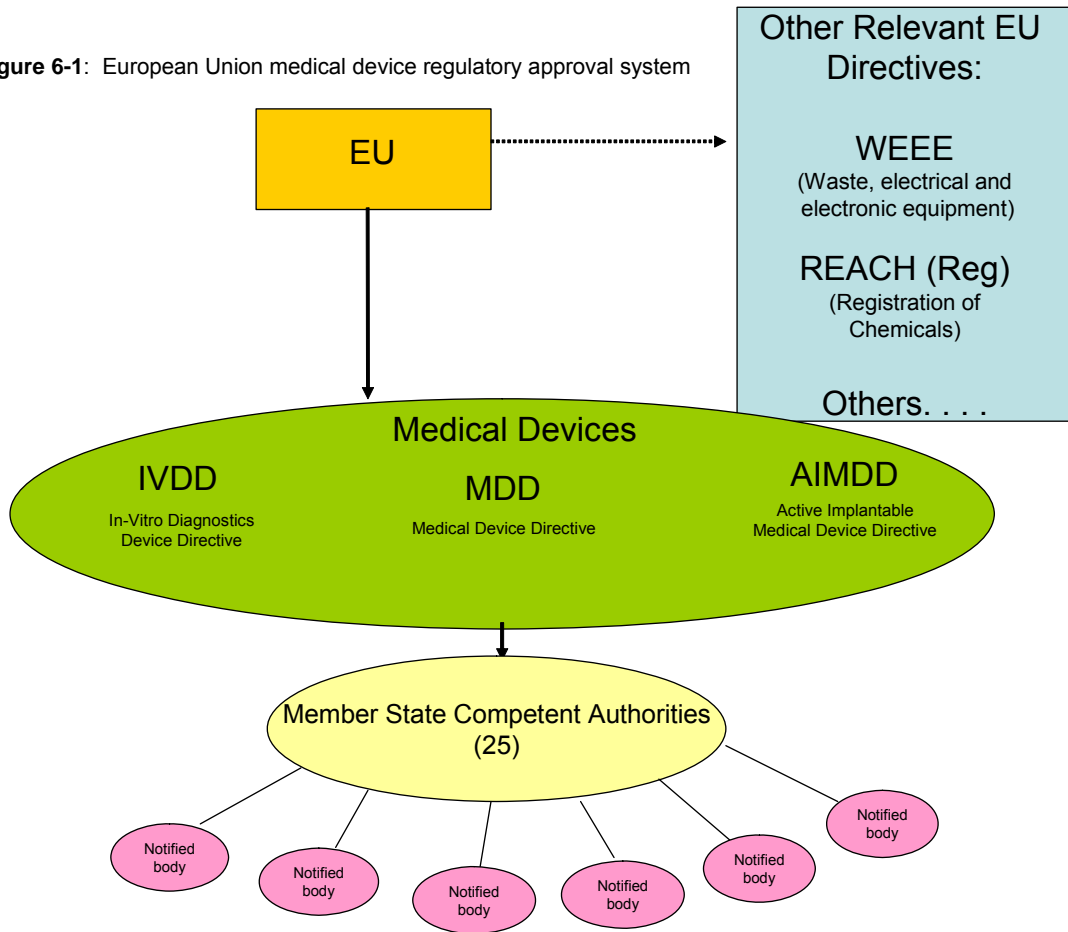 gure 6-1: European Union medical device regulatory approval system
EU
Other Relevant EU
Directives:
WEEE
(Waste, electrical and
electronic equipment)
REACH (Reg)
(Registration of
Chemicals)
Others. . . .
Medical Devices
IVDD
In-Vitro Diagnostics
Device Directive
MDD
Medical Device Directive
AIMDD
Active Implantable
Medical Device Directive
Member State Competent Authorities
(25)
Notified
body
Notified
body
Notified
body
Notified
body
Notified
body
Notified
body